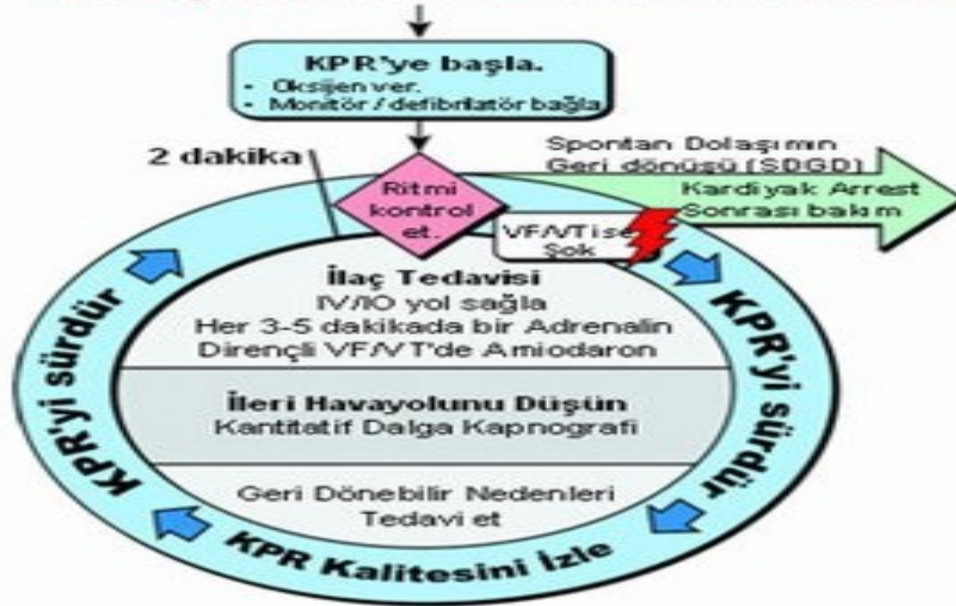 KPR'ye başla.
- Oksijen ver.
- Monitör / defibrilatör bağla
2 dakika
Spontan Dolaşımın
Geri dönüşü (SDGD)
Ritmi
kontrol
et.
Kardiyak Arrest
Sonrası bakım
VF/VT ise
Şok
İlaç Tedavisi
IV/IO yol sağla
Her 3-5 dakikada bir Adrenalin
Dirençli VF/VT'de Amiodaron
İleri Havayolunu Düşün
Kantitatif Dalga Kapnografi
Geri Dönebilir Nedenleri
Tedavi et
KPR'yi sürdür
KPR'yi sürdür
KPR Kalitesini İzle